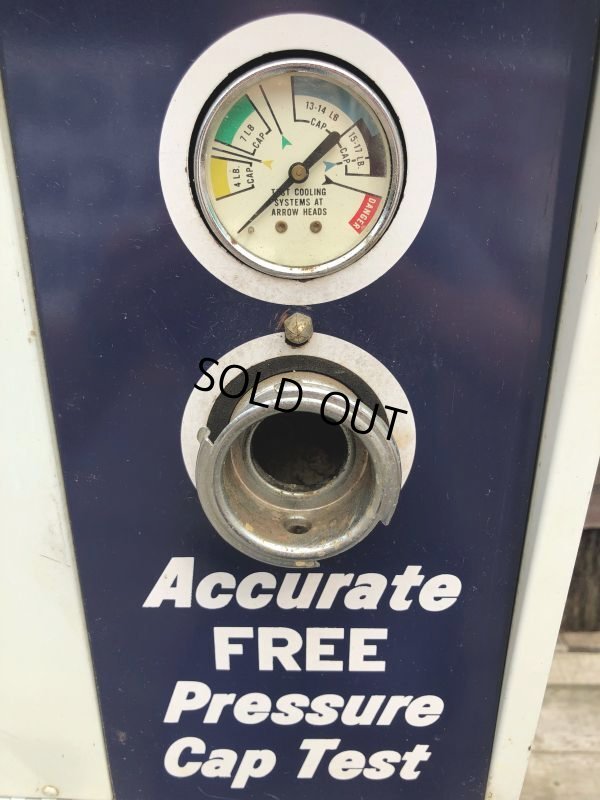 13-14 LB
CAP
15-17 LB.
CAP
7 LB
CAP
4 LB.
CAP
TEST COOLING
SYSTEMS AT
ARROW HEADS
DANGER
SOLD OUT
Accurate
FREE
Pressure
Cap Test